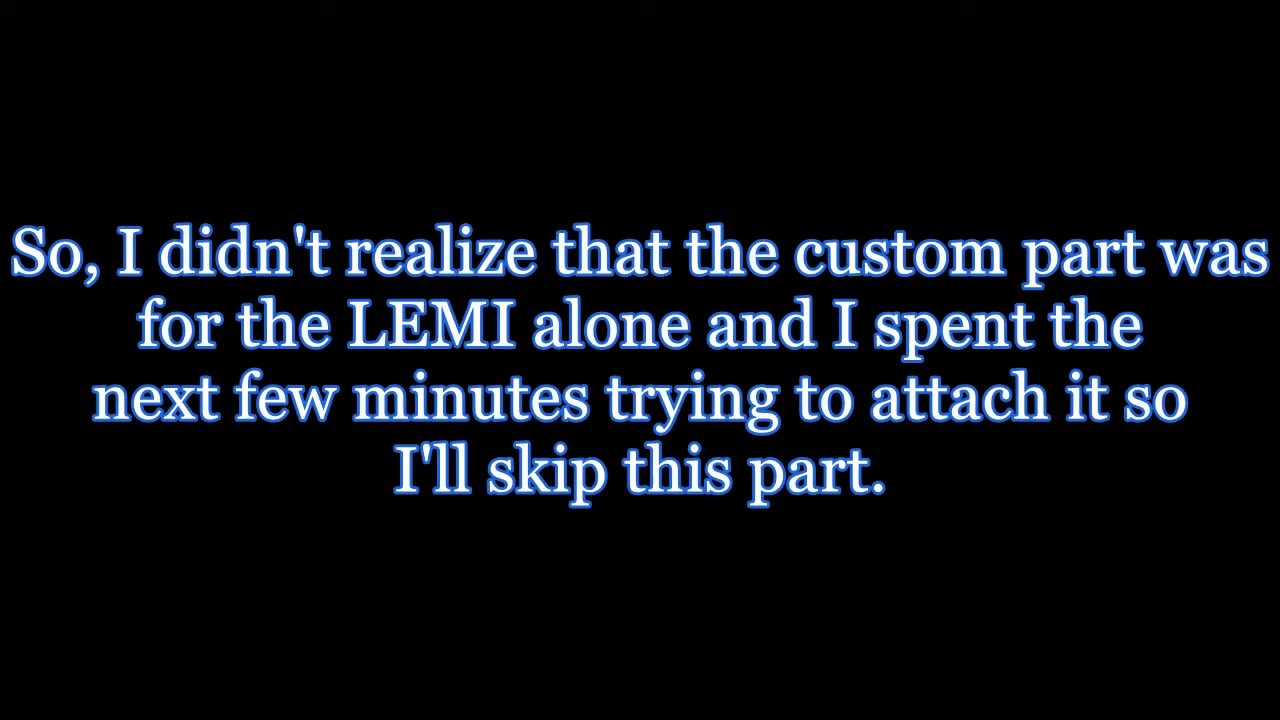 So, I didn't realize that the custom part was
for the LEMI alone and I spent the
next few minutes trying to attach it so
I'll skip this part.